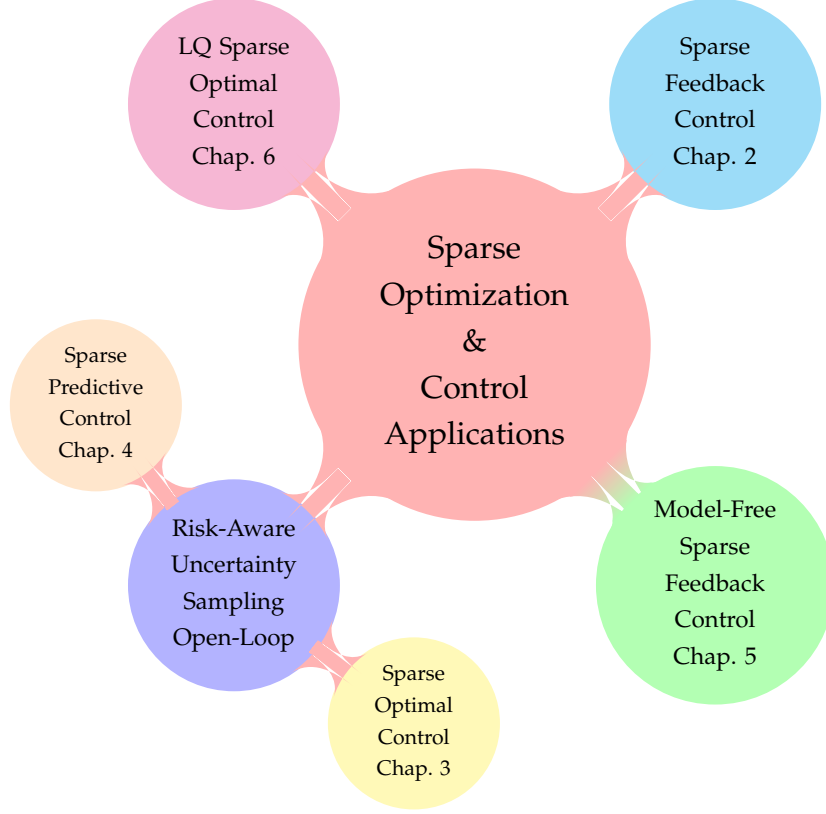 LQ Sparse
Optimal
Control
Chap. 6
Sparse
Feedback
Control
Chap. 2
Sparse
Optimization
&
Control
Applications
Sparse
Predictive
Control
Chap. 4
Risk-Aware
Uncertainty
Sampling
Open-Loop
Model-Free
Sparse
Feedback
Control
Chap. 5
Sparse
Optimal
Control
Chap. 3